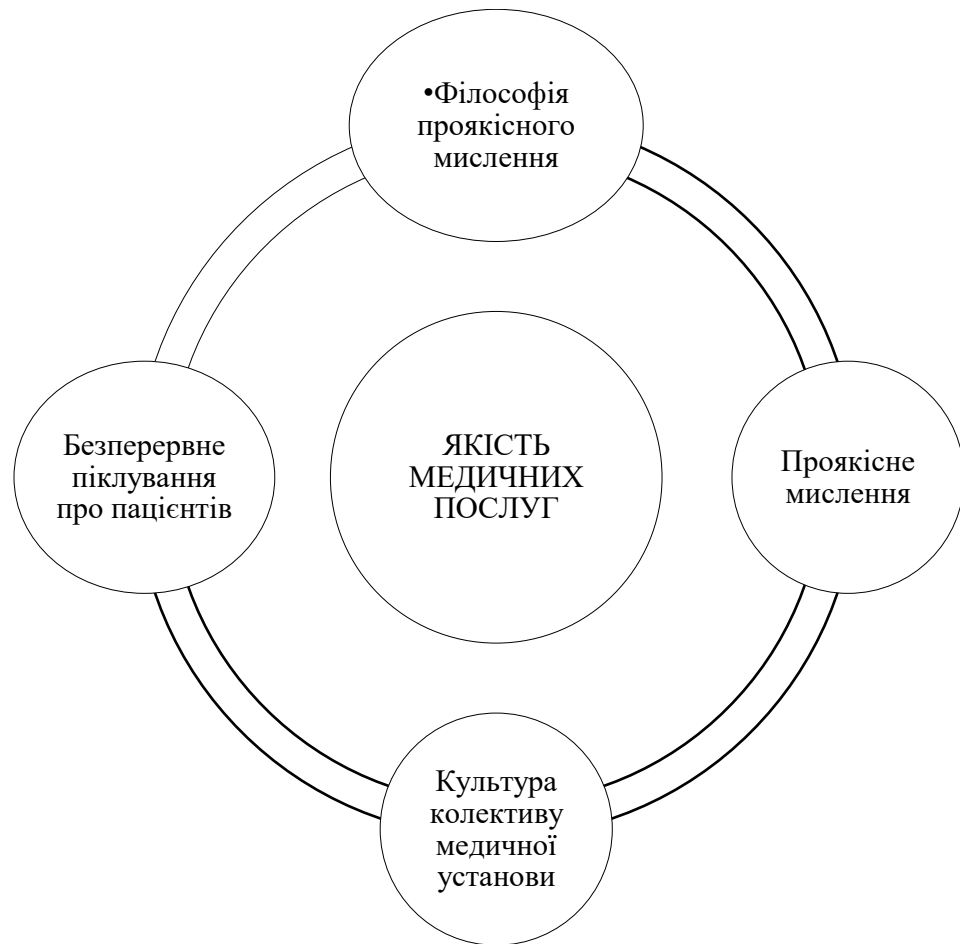 •Філософія
проякісного
мислення
Безперервне
піклування
про пацієнтів
ЯКІСТЬ
МЕДИЧНИХ
ПОСЛУГ
Проякісне
мислення
Культура
колективу
медичної
установи